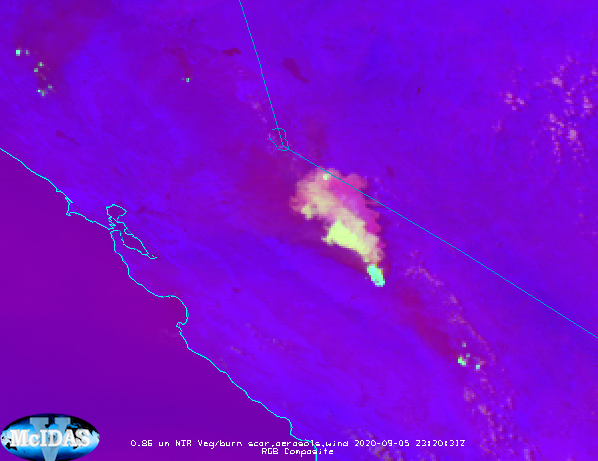 McIDAS
0.86 um NIR Veg/burn scar,aerosols,wind 2020-09-05 23:20:31Z
RGB Composite